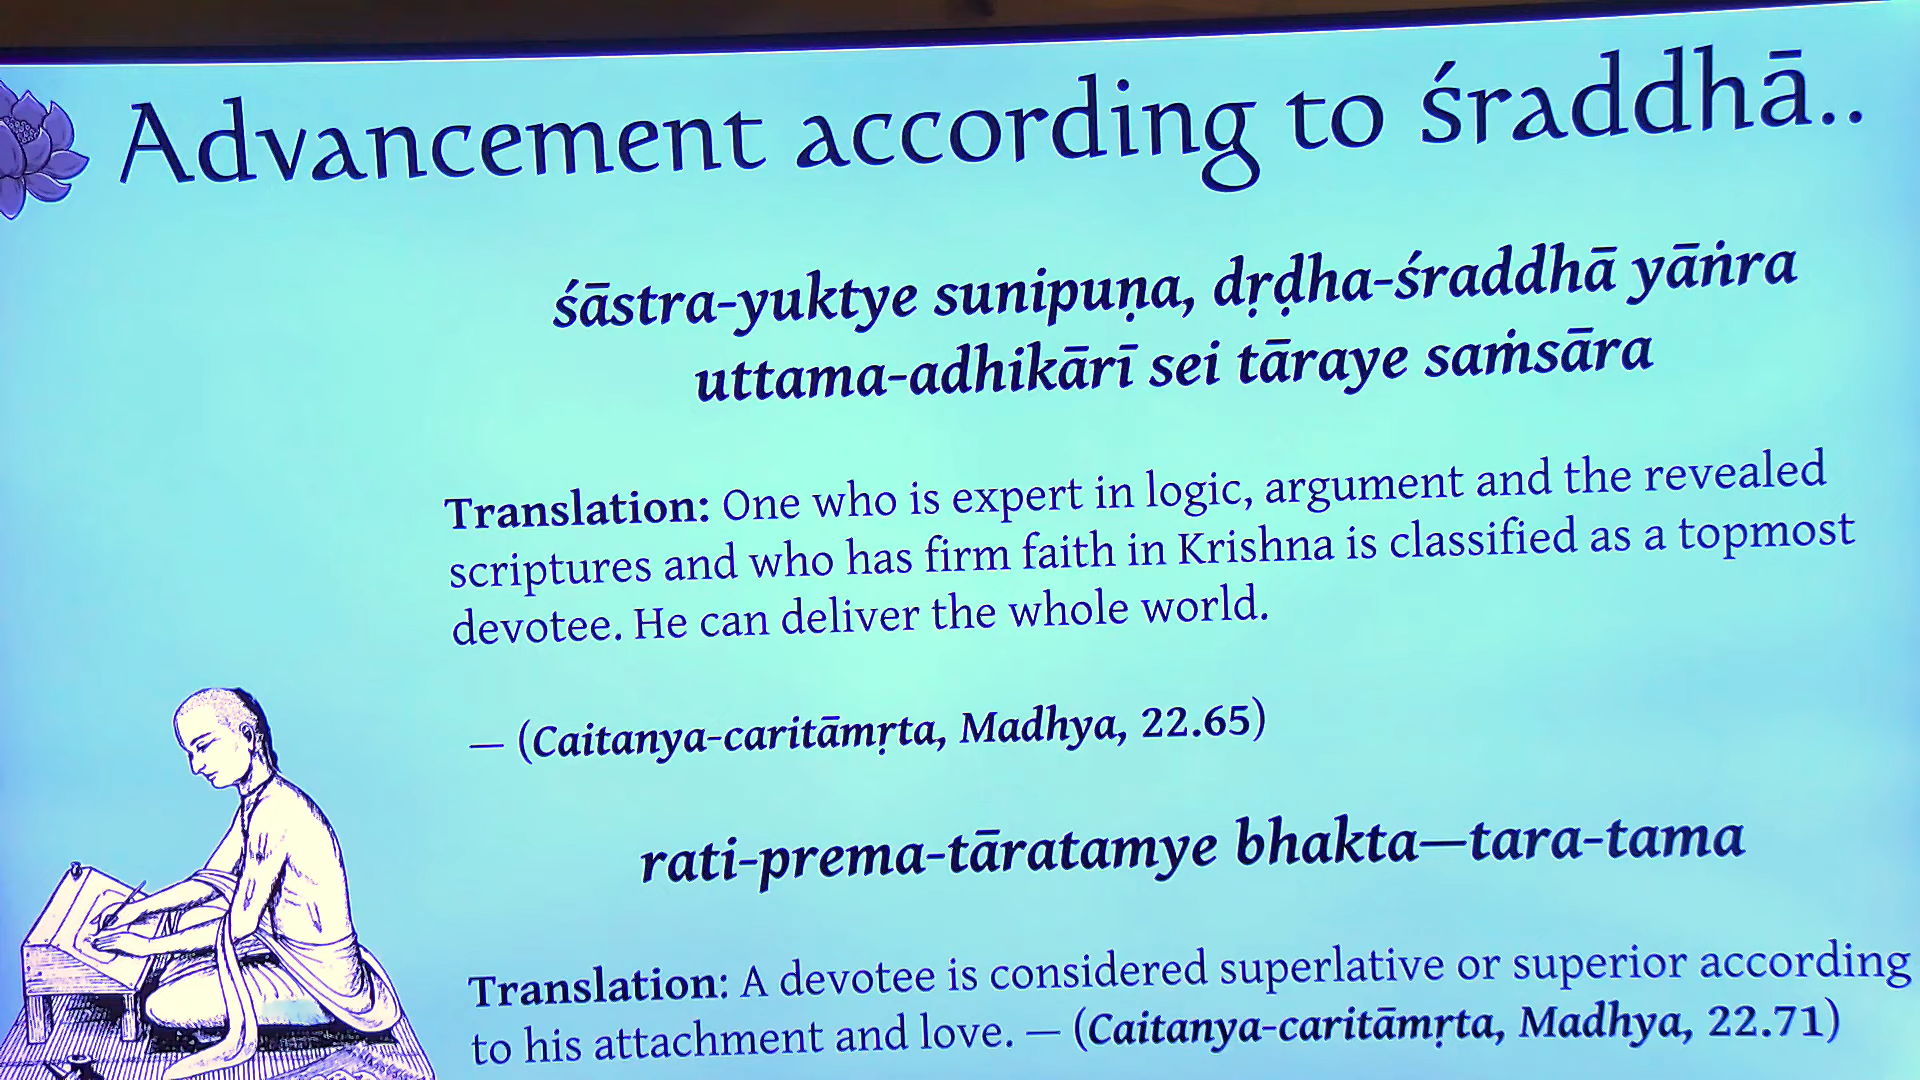 Advancement according to śraddhā..
śāstra-yuktye sunipuṇa, dṛḍha-śraddhā yāṅra
uttama-adhikārī sei tāraye saṁsāra
Translation: One who is expert in logic, argument and the revealed
scriptures and who has firm faith in Krishna is classified as a topmost
devotee. He can deliver the whole world.
— (Caitanya-caritāmṛta, Madhya, 22.65)
rati-prema-tāratamye bhakta—tara-tama
Translation: A devotee is considered superlative or superior according
to his attachment and love. — (Caitanya-caritāmṛta, Madhya, 22.71)